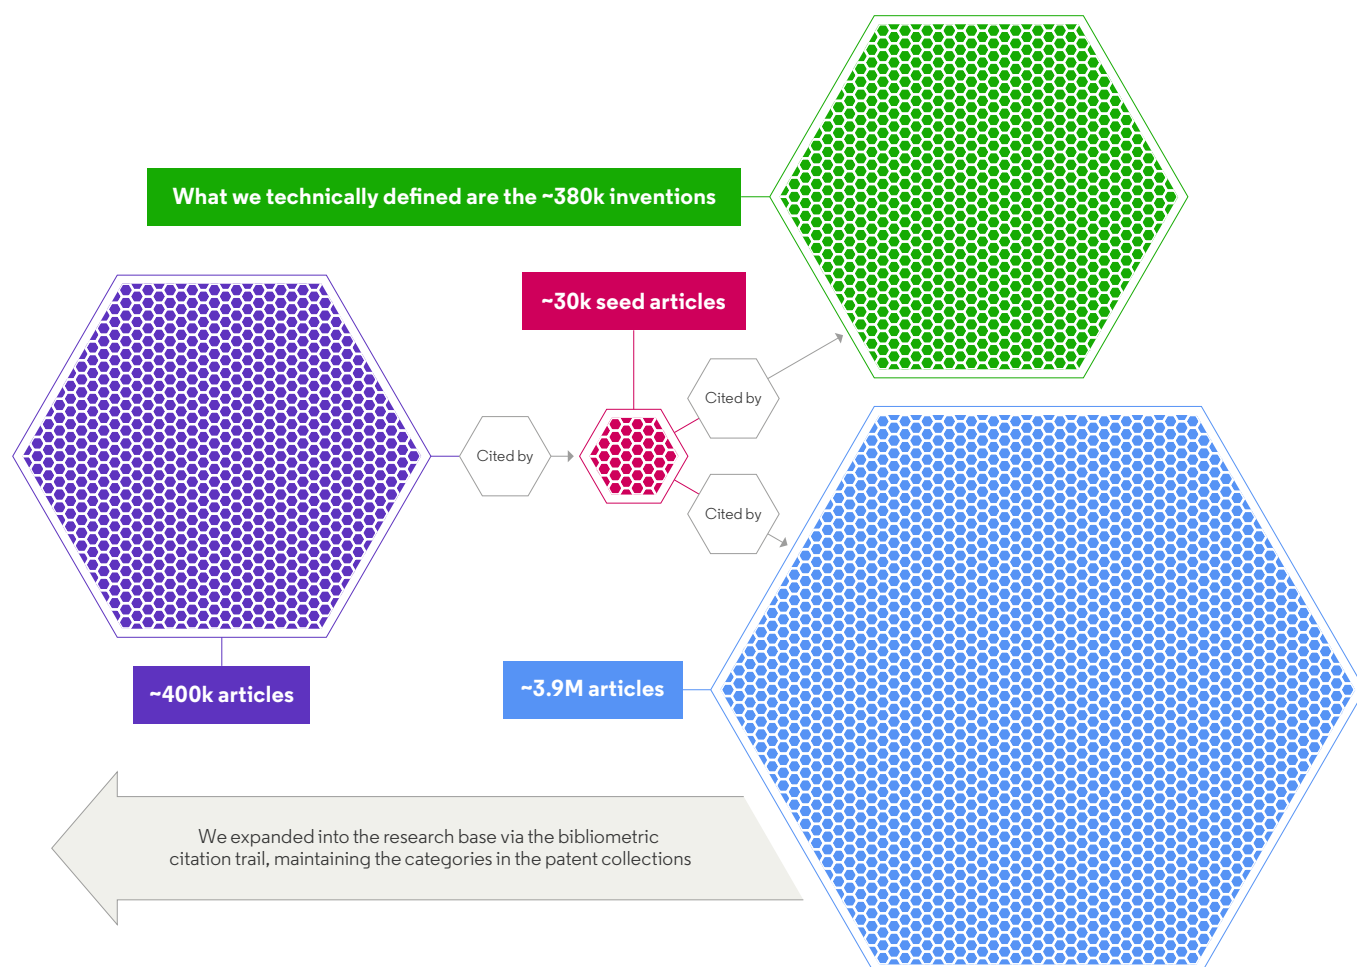 What we technically defined are the ~380k inventions
~30k seed articles
Cited by
Cited by
Cited by
~400k articles
~3.9M articles
We expanded into the research base via the bibliometric
citation trail, maintaining the categories in the patent collections